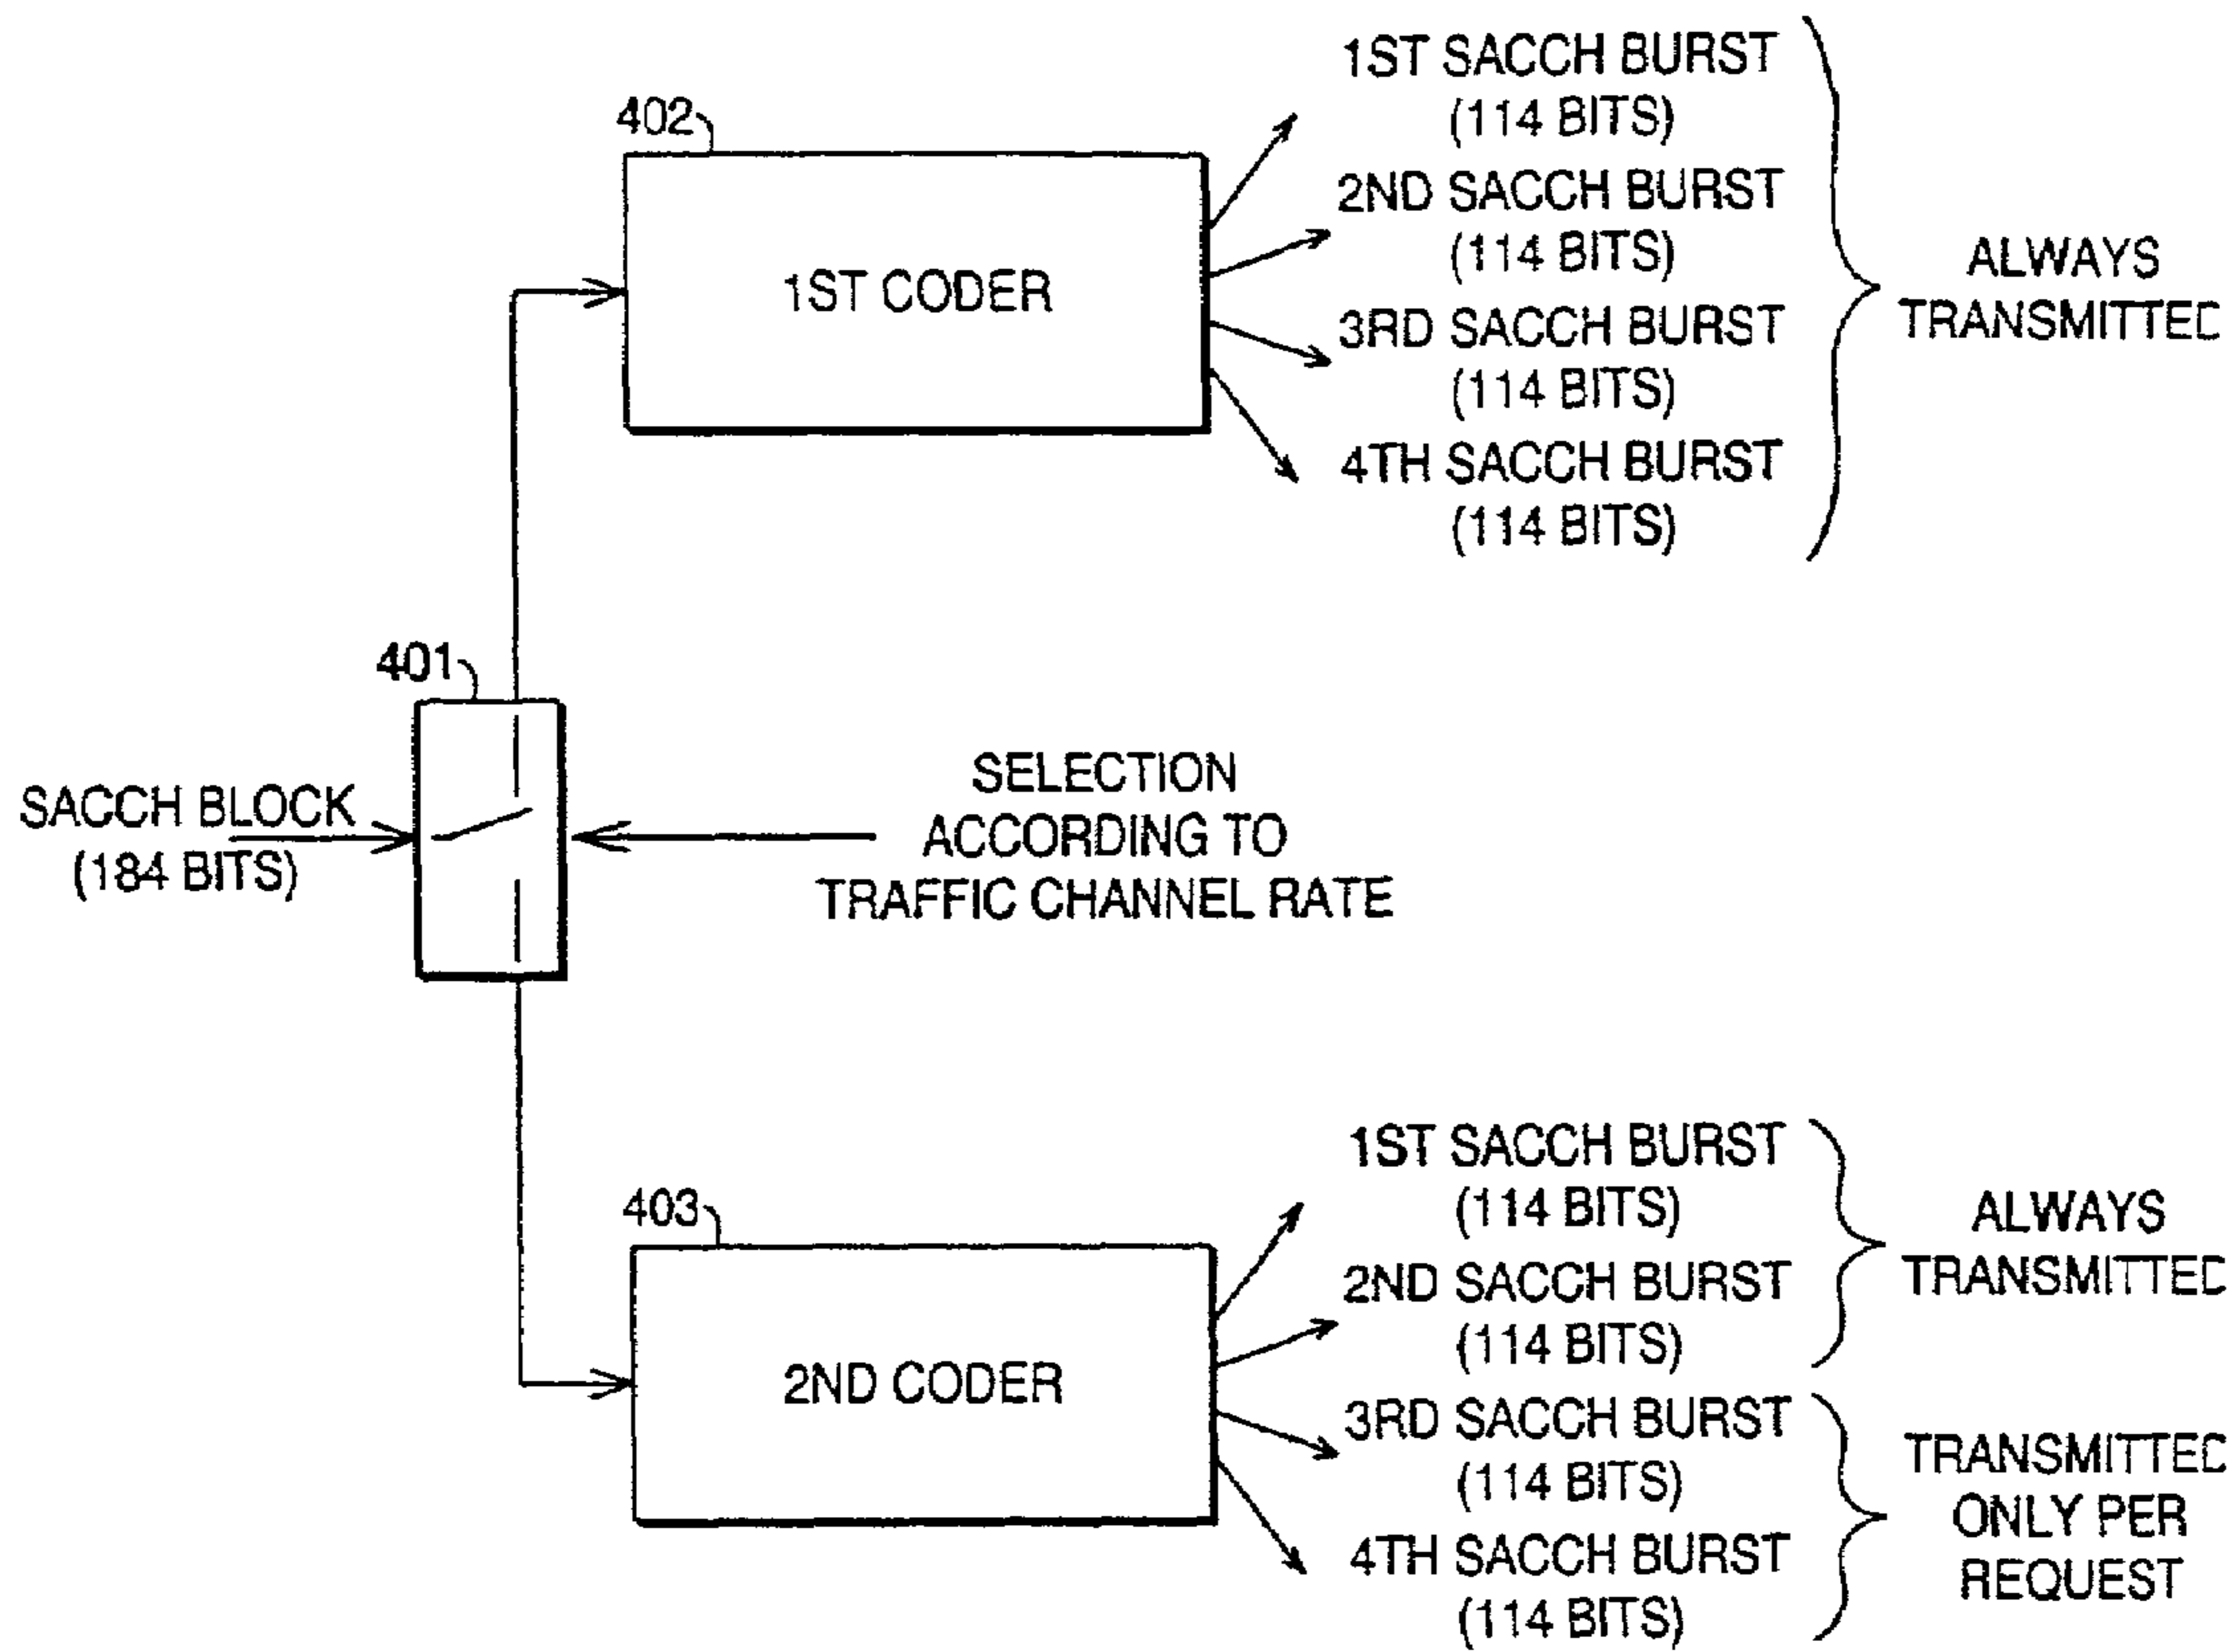 1ST SACCH BURST
(114 BITS)
2ND SACCH BURST
(114 BITS)
3RD SACCH BURST
(114 BITS)
4TH SACCH BURST
(114 BITS)
ALWAYS
TRANSMITTED
402
1ST CODER
401
SACCH BLOCK
(184 BITS)
SELECTION
ACCORDING TO
TRAFFIC CHANNEL RATE
403
2ND CODER
1ST SACCH BURST
(114 BITS)
2ND SACCH BURST
(114 BITS)
3RD SACCH BURST
(114 BITS)
4TH SACCH BURST
(114 BITS)
ALWAYS
TRANSMITTED
TRANSMITTED
ONLY PER
REQUEST